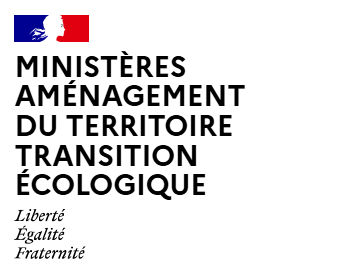 MINISTÈRES
AMÉNAGEMENT
DU TERRITOIRE
TRANSITION
ÉCOLOGIQUE
Liberté
Égalité
Fraternité